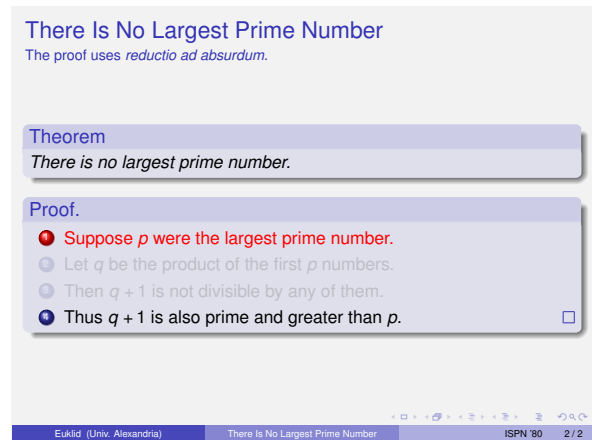 There Is No Largest Prime Number
The proof uses reductio ad absurdum.
Theorem
There is no largest prime number.
Proof.
1 Suppose p were the largest prime number.
2 Let q be the product of the first p numbers.
3 Then q + 1 is not divisible by any of them.
4 Thus q + 1 is also prime and greater than p. □
Euklid (Univ. Alexandria) There Is No Largest Prime Number ISPN '80 2 / 2